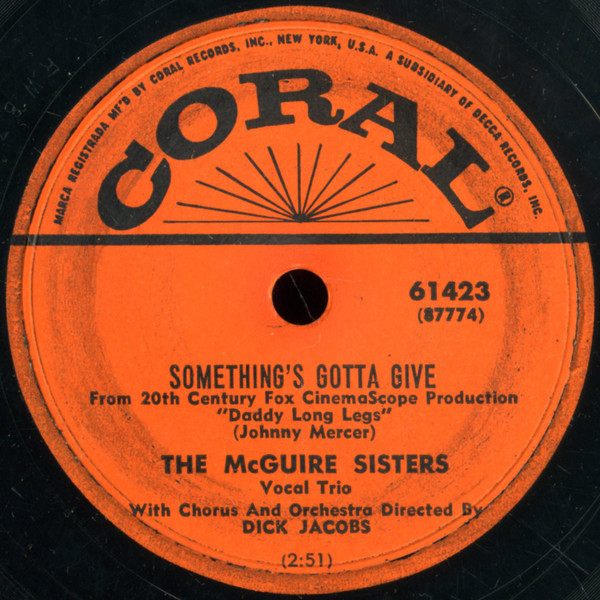 MARCA REGISTRADA MF'D BY CORAL RECORDS, INC., NEW YORK, U.S.A. A SUBSIDIARY OF DECCA RECORDS, INC.
CORAL®
61423
(87774)
SOMETHING'S GOTTA GIVE
From 20th Century Fox CinemaScope Production
"Daddy Long Legs"
(Johnny Mercer)
THE McGUIRE SISTERS
Vocal Trio
With Chorus And Orchestra Directed By
DICK JACOBS
(2:51)